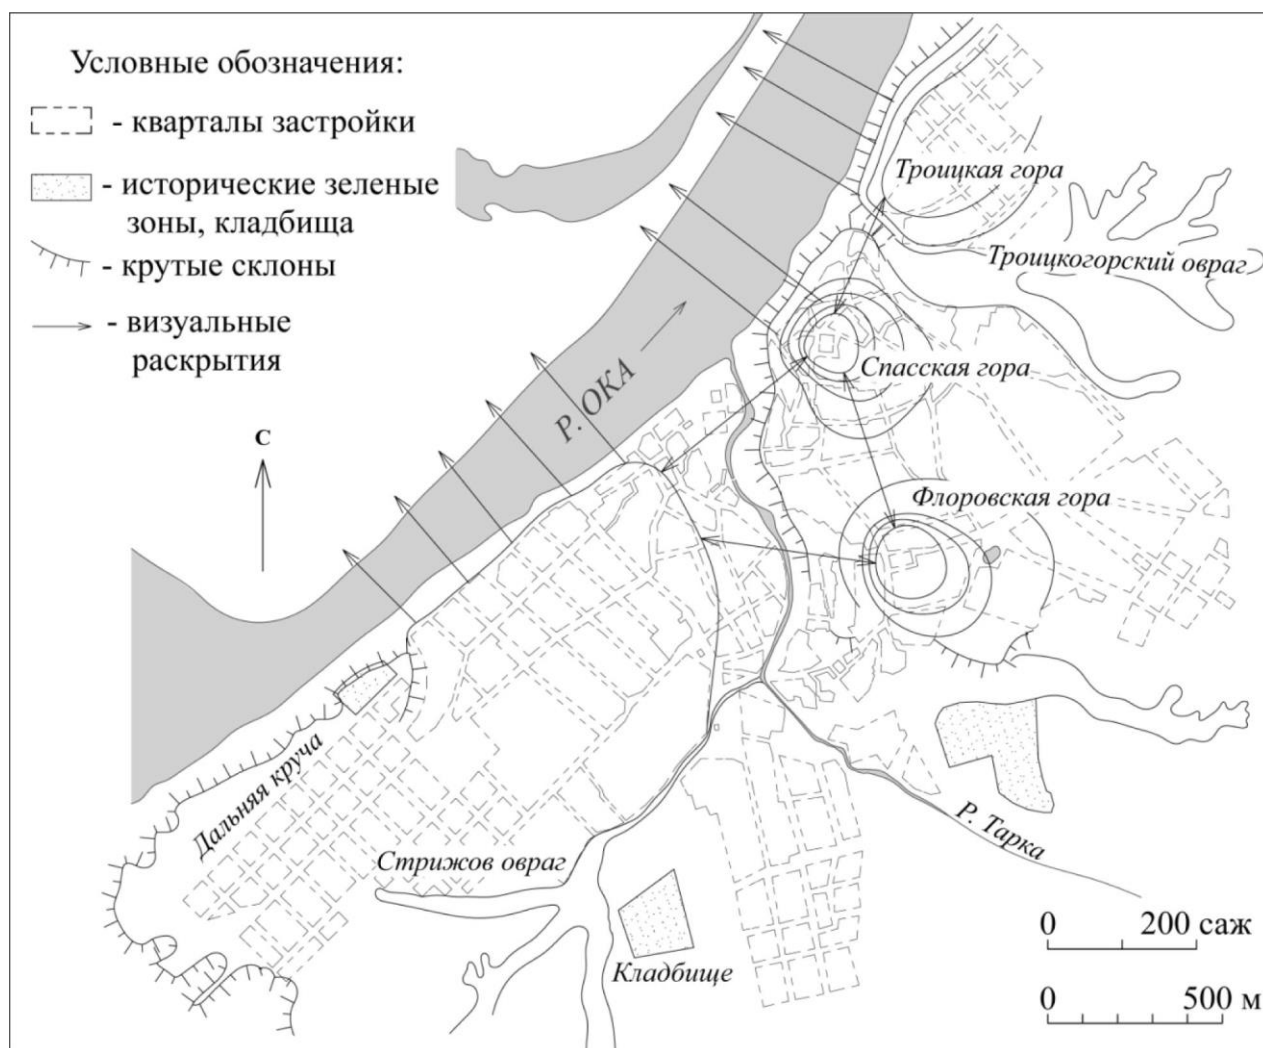 Условные обозначения:
- кварталы застройки
- исторические зеленые
зоны, кладбища
- крутые склоны
- визуальные
раскрытия
Троицкая гора
Троицкогорский овраг
Спасская гора
Р. ОКА
С
Флоровская гора
Дальняя круча
Р. Тарка
Стрижов овраг
Кладбище
0 200 саж
0 500 м